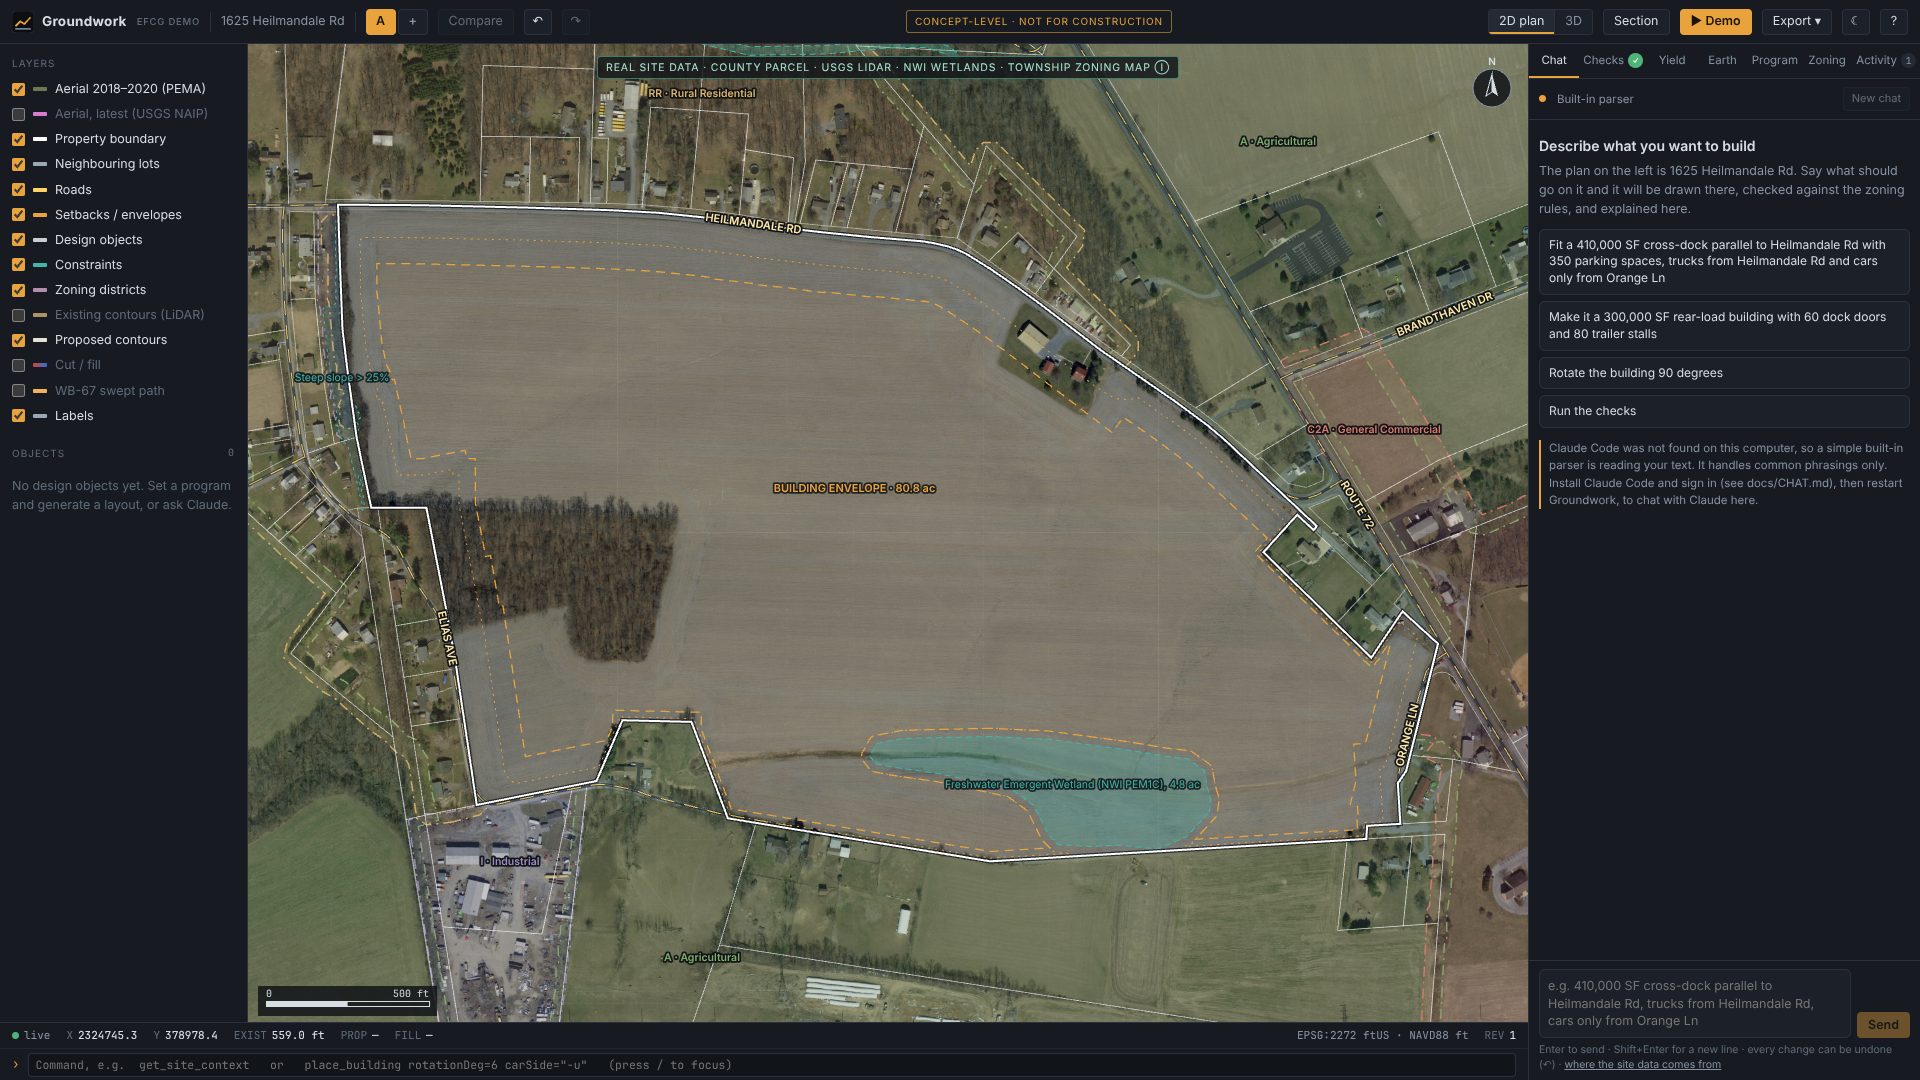 Groundwork EFCG DEMO 1625 Heilmandale Rd A + Compare ↶ ↷ CONCEPT-LEVEL · NOT FOR CONSTRUCTION 2D plan 3D Section ▶ Demo Export ▾ ☾ ?
LAYERS
Aerial 2018–2020 (PEMA)
Aerial, latest (USGS NAIP)
Property boundary
Neighbouring lots
Roads
Setbacks / envelopes
Design objects
Constraints
Zoning districts
Existing contours (LiDAR)
Proposed contours
Cut / fill
WB-67 swept path
Labels
OBJECTS 0
No design objects yet. Set a program
and generate a layout, or ask Claude.
REAL SITE DATA · COUNTY PARCEL · USGS LIDAR · NWI WETLANDS · TOWNSHIP ZONING MAP ⓘ
N
RR · Rural Residential
A · Agricultural
HEILMANDALE RD
BRANDTHAVEN DR
Steep slope > 25%
C2A · General Commercial
BUILDING ENVELOPE · 80.8 ac
ROUTE 72
ELIAS AVE
ORANGE LN
Freshwater Emergent Wetland (NWI PEM1C), 4.8 ac
I · Industrial
A · Agricultural
0 500 ft
Chat Checks ✓ Yield Earth Program Zoning Activity 1
Built-in parser New chat
Describe what you want to build
The plan on the left is 1625 Heilmandale Rd. Say what should
go on it and it will be drawn there, checked against the zoning
rules, and explained here.
Fit a 410,000 SF cross-dock parallel to Heilmandale Rd with
350 parking spaces, trucks from Heilmandale Rd and cars
only from Orange Ln
Make it a 300,000 SF rear-load building with 60 dock doors
and 80 trailer stalls
Rotate the building 90 degrees
Run the checks
Claude Code was not found on this computer, so a simple built-in
parser is reading your text. It handles common phrasings only.
Install Claude Code and sign in (see docs/CHAT.md), then restart
Groundwork, to chat with Claude here.
e.g. 410,000 SF cross-dock parallel to
Heilmandale Rd, trucks from Heilmandale Rd,
cars only from Orange Ln
Send
Enter to send · Shift+Enter for a new line · every change can be undone
(↶) · where the site data comes from
live X 2324745.3 Y 378978.4 EXIST 559.0 ft PROP — FILL — EPSG:2272 ftUS · NAVD88 ft REV 1
› Command, e.g. get_site_context or place_building rotationDeg=6 carSide="-u" (press / to focus)